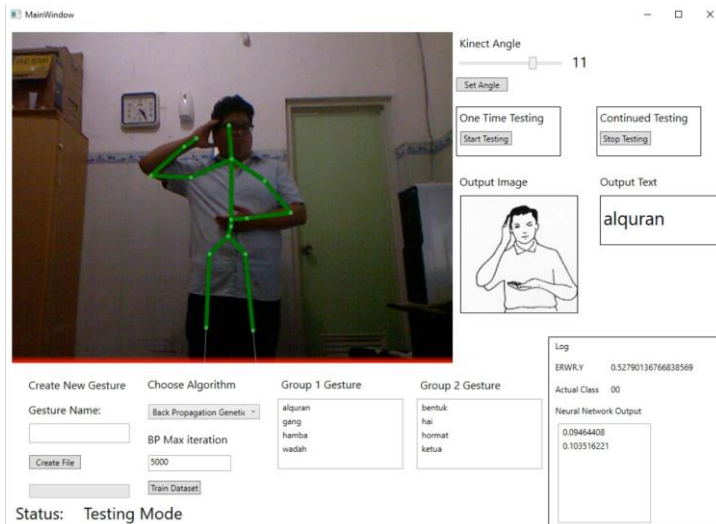 MainWindow
Kinect Angle
11
Set Angle
One Time Testing
Start Testing
Continued Testing
Stop Testing
Output Image
Output Text
alquran
Log
ERWR.Y 0.52790136766838569
Actual Class 00
Neural Network Output
0.09464408
0.103516221
Create New Gesture
Gesture Name:
Create File
Choose Algorithm
Back Propagation Genetic
BP Max iteration
5000
Train Dataset
Group 1 Gesture
alquran
gang
hamba
wadah
Group 2 Gesture
bentuk
hai
hormat
ketua
Status: Testing Mode